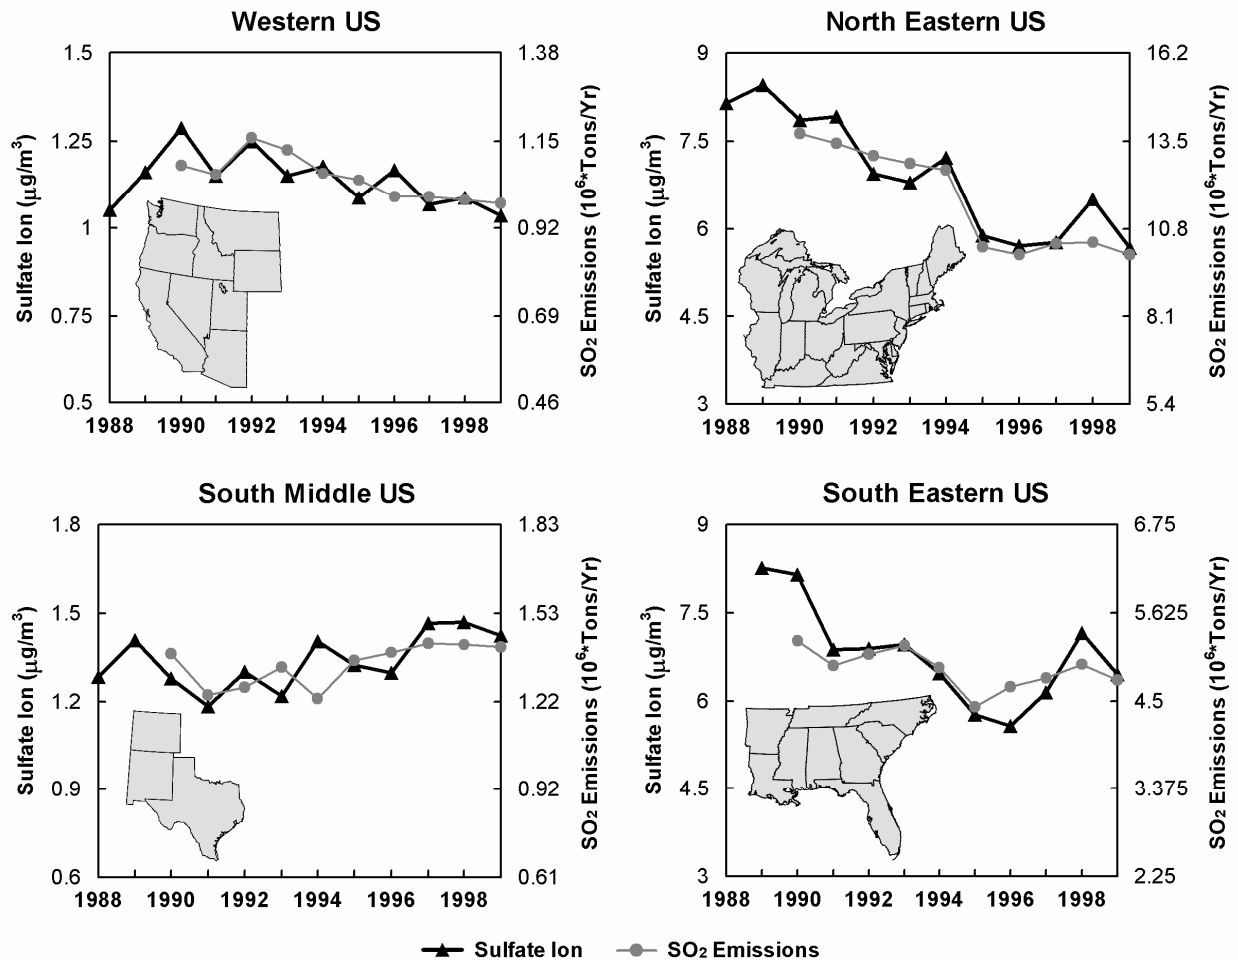 Western US
1.5
1.25
1
0.75
0.5
Sulfate Ion (µg/m³)
1.38
1.15
0.92
0.69
0.46
SO₂ Emissions (10⁶*Tons/Yr)
1988 1990 1992 1994 1996 1998
North Eastern US
9
7.5
6
4.5
3
Sulfate Ion (µg/m³)
16.2
13.5
10.8
8.1
5.4
SO₂ Emissions (10⁶*Tons/Yr)
1988 1990 1992 1994 1996 1998
South Middle US
1.8
1.5
1.2
0.9
0.6
Sulfate Ion (µg/m³)
1.83
1.53
1.22
0.92
0.61
SO₂ Emissions (10⁶*Tons/Yr)
1988 1990 1992 1994 1996 1998
South Eastern US
9
7.5
6
4.5
3
Sulfate Ion (µg/m³)
6.75
5.625
4.5
3.375
2.25
SO₂ Emissions (10⁶*Tons/Yr)
1988 1990 1992 1994 1996 1998
Sulfate Ion SO₂ Emissions